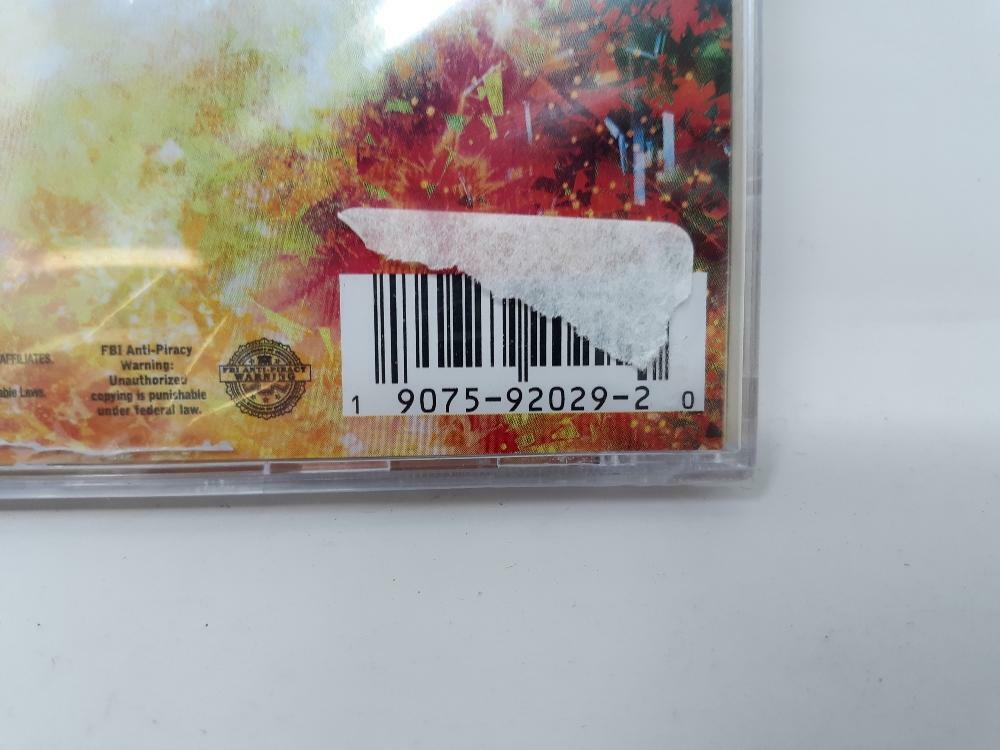 AFFILIATES.
able Laws.
FBI Anti-Piracy
Warning:
Unauthorized
copying is punishable
under federal law.
FBI ANTI-PIRACY
WARNING
1 9075-92029-2 0